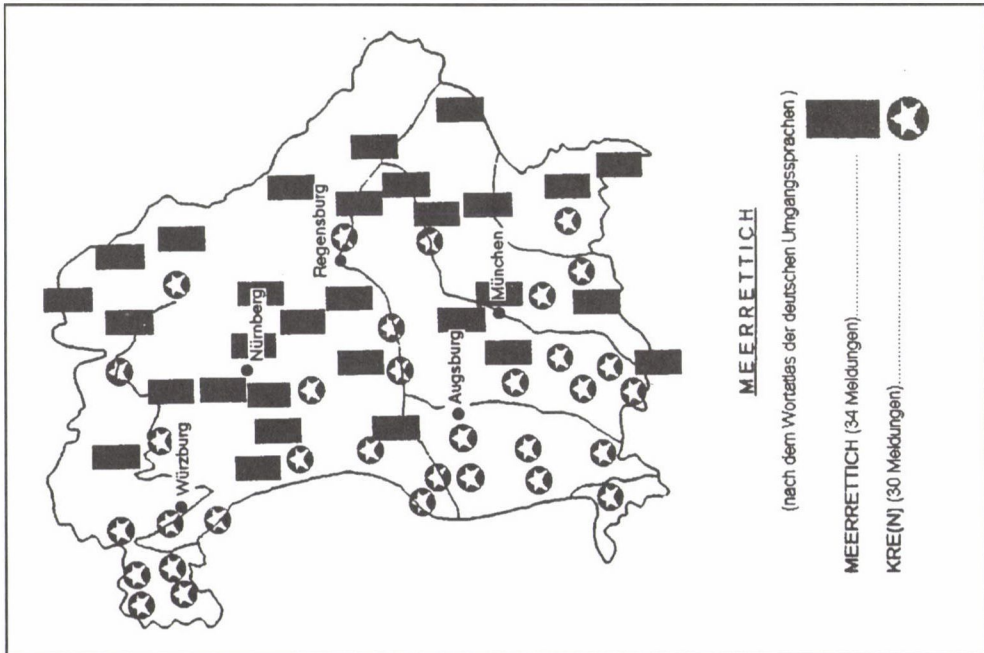 Würzburg
Nürnberg
Regensburg
Augsburg
München
MEERRETTICH
(nach dem Wortatlas der deutschen Umgangssprachen )
MEERRETTICH (34 Meldungen)..................
KRE[N] (30 Meldungen)..............................